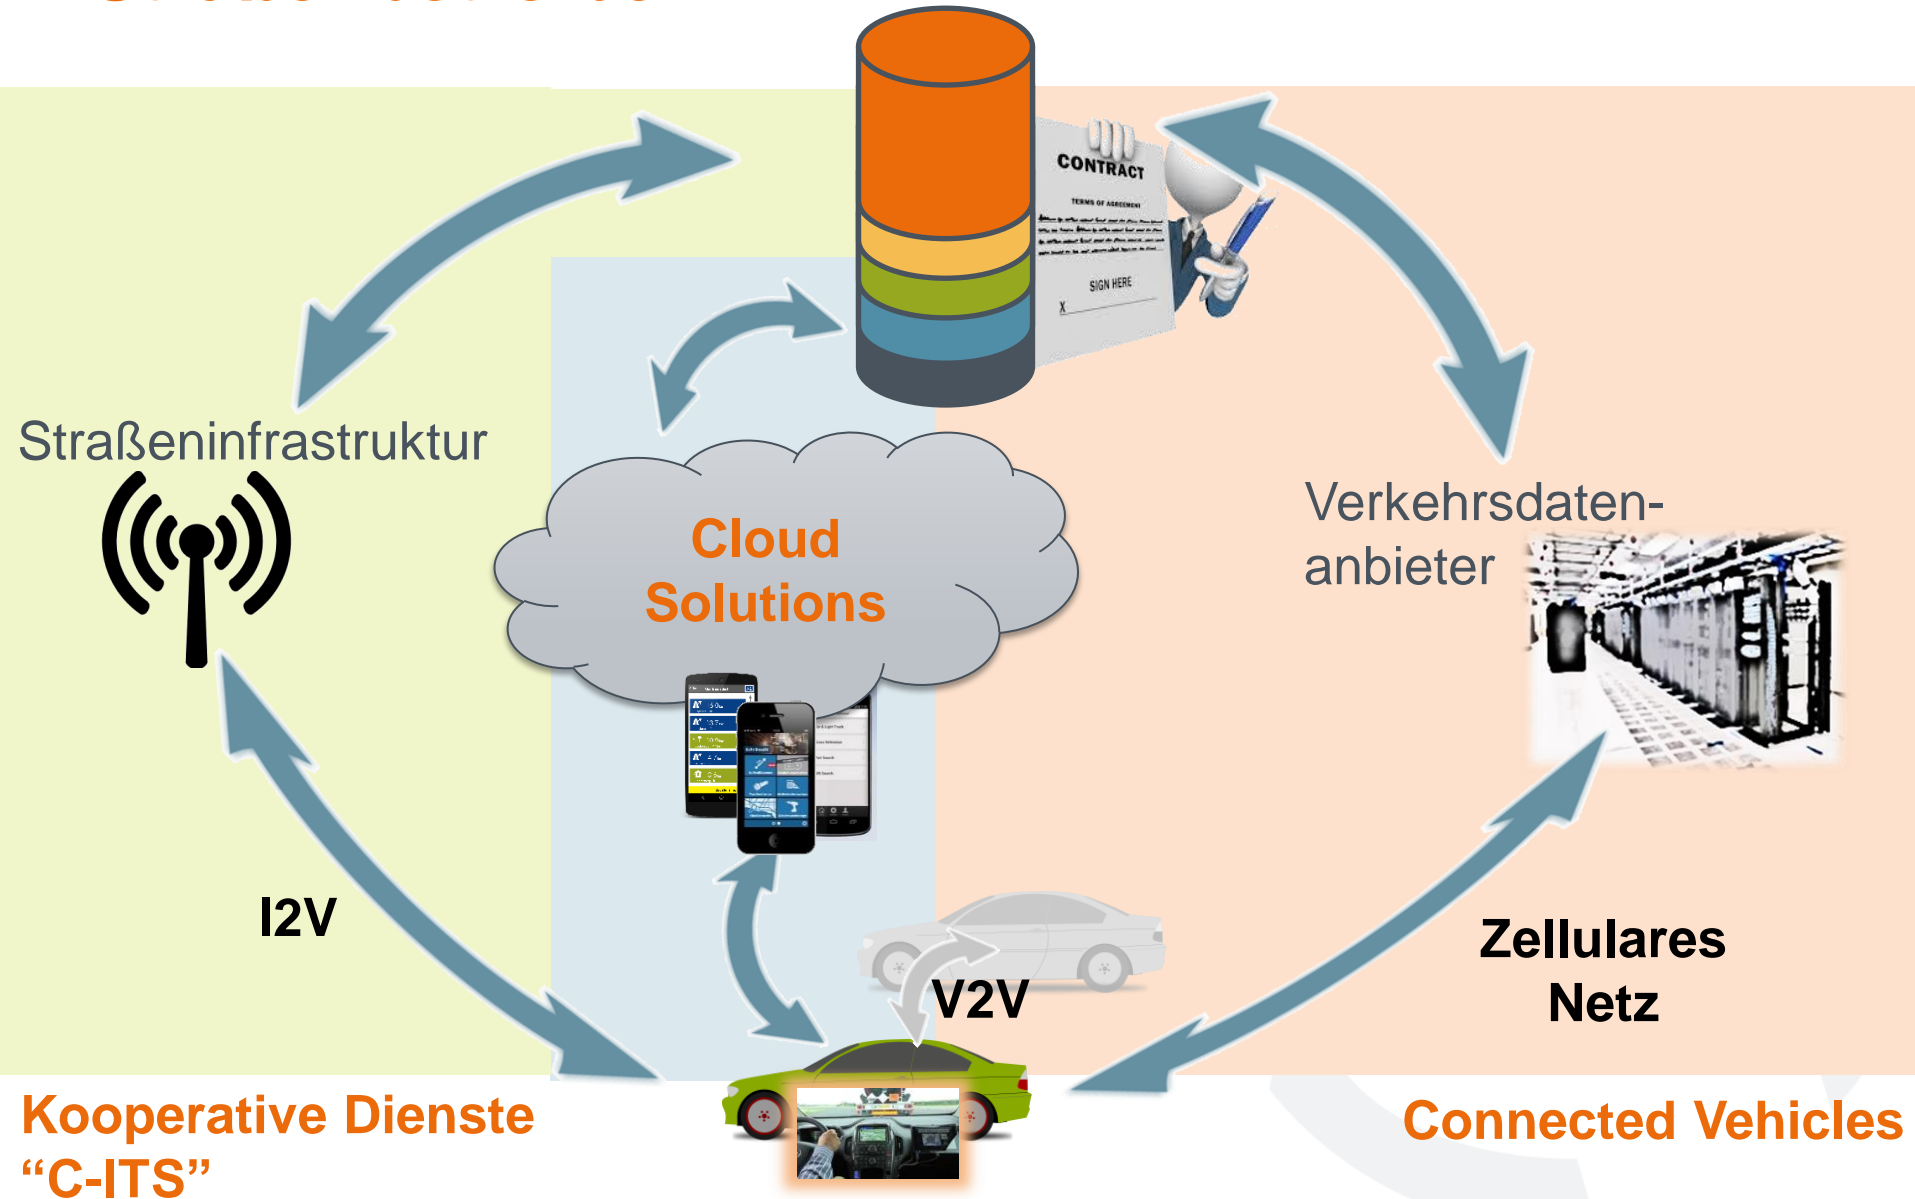 CONTRACT
TERMS OF AGREEMENT
SIGN HERE
X
Straßeninfrastruktur
Cloud
Solutions
Verkehrsdaten-
anbieter
I2V
V2V
Zellulares
Netz
Kooperative Dienste
“C-ITS”
Connected Vehicles